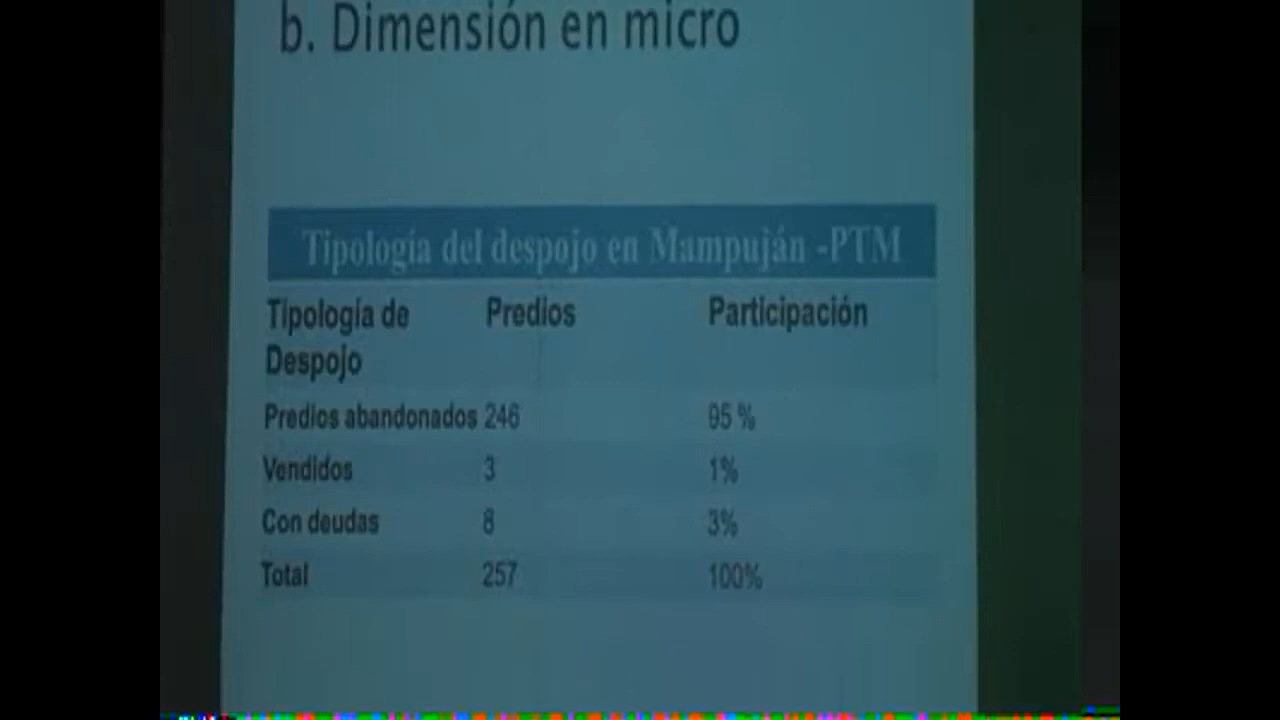 b. Dimensión en micro
Tipología del despojo en Mampuján -PTM
Tipología de Predios Participación
Despojo
Predios abandonados 246 95 %
Vendidos 3 1%
Con deudas 8 3%
Total 257 100%